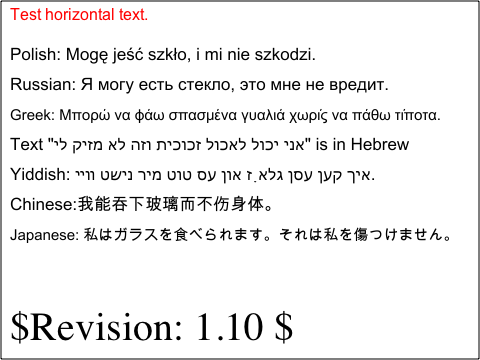 Test horizontal text.
Polish: Mogę jeść szkło, i mi nie szkodzi.
Russian: Я могу есть стекло, это мне не вредит.
Greek: Μπορώ να φάω σπασμένα γυαλιά χωρίς να πάθω τίποτα.
Text "אני יכול לאכול זכוכית וזה לא מזיק לי" is in Hebrew
Yiddish: איך קען עסן גלאָז און עס טוט מיר נישט װײ.
Chinese:我能吞下玻璃而不伤身体。
Japanese: 私はガラスを食べられます。それは私を傷つけません。
$Revision: 1.10 $